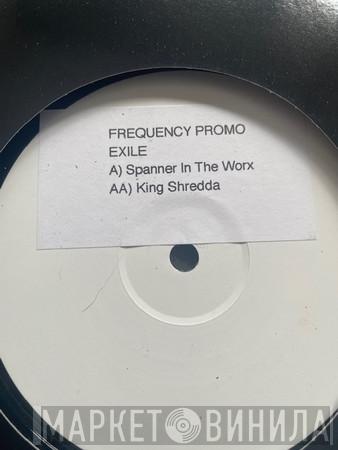 FREQUENCY PROMO
EXILE
A) Spanner In The Worx
AA) King Shredda
МАРКЕТ ВИНИЛА